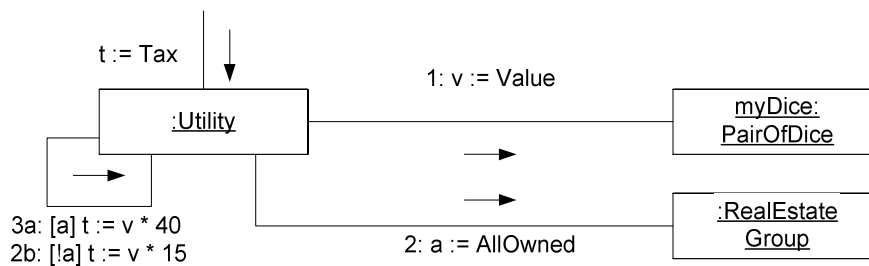 t := Tax
1: v := Value
:Utility
myDice:
PairOfDice
3a: [a] t := v * 40
2b: [!a] t := v * 15
2: a := AllOwned
:RealEstate
Group